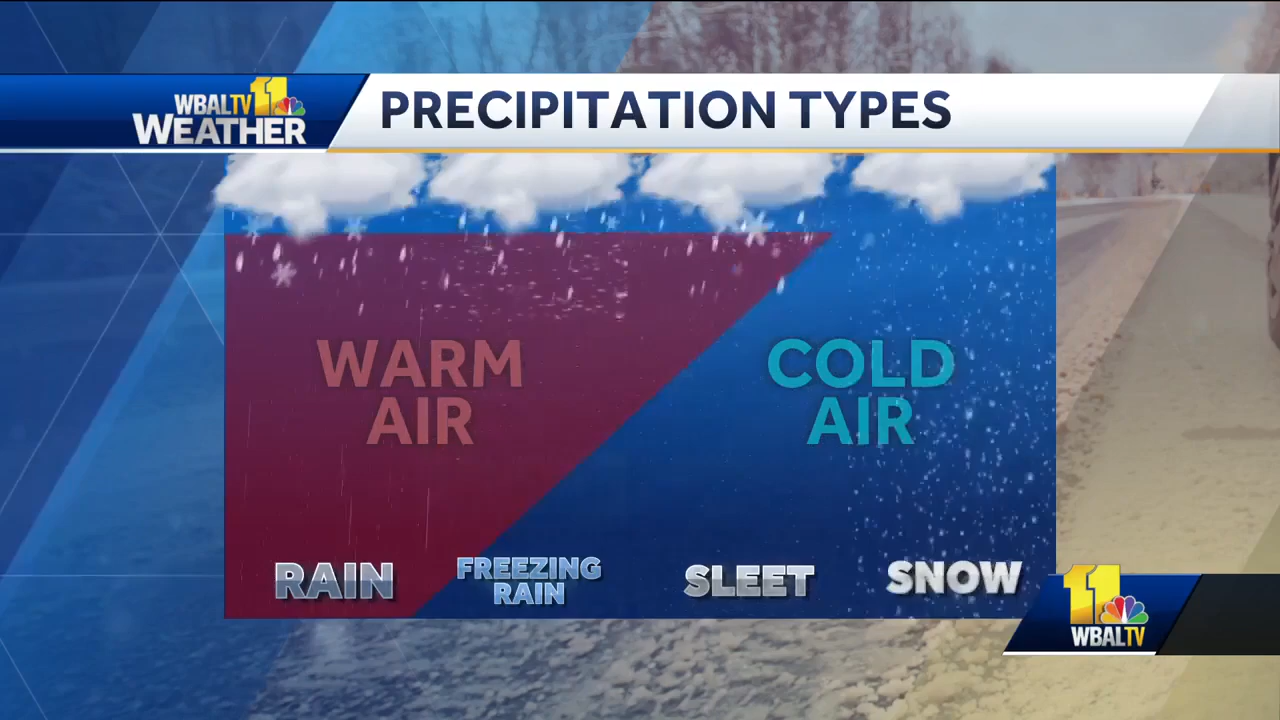 WBALTV 11
WEATHER
PRECIPITATION TYPES
WARM
AIR
COLD
AIR
RAIN
FREEZING
RAIN
SLEET
SNOW
11
WBALTV